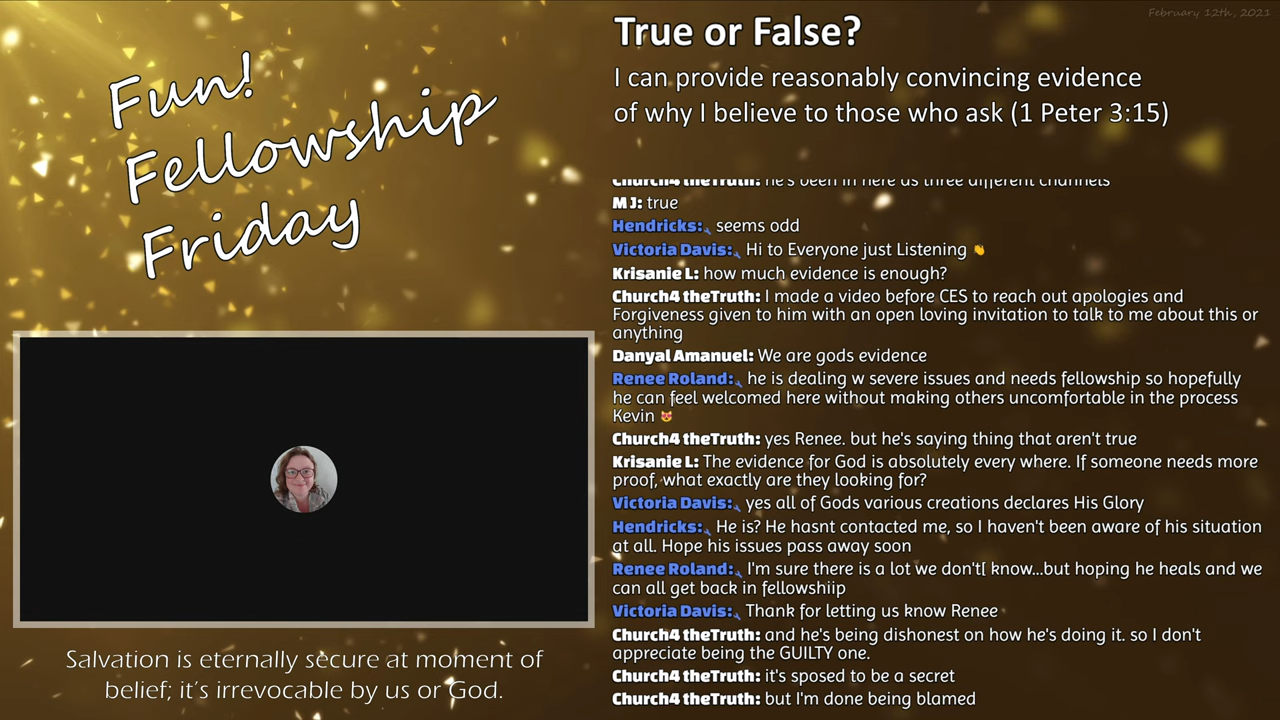 February 12th, 2021
Fun!
Fellowship
Friday
True or False?
I can provide reasonably convincing evidence
of why I believe to those who ask (1 Peter 3:15)
Church4 theTruth: he's been in here as three different channels
M J: true
Hendricks: seems odd
Victoria Davis: Hi to Everyone just Listening 👋
Krisanie L: how much evidence is enough?
Church4 theTruth: I made a video before CES to reach out apologies and
Forgiveness given to him with an open loving invitation to talk to me about this or
anything
Danyal Amanuel: We are gods evidence
Renee Roland: he is dealing w severe issues and needs fellowship so hopefully
he can feel welcomed here without making others uncomfortable in the process
Kevin 😻
Church4 theTruth: yes Renee. but he's saying thing that aren't true
Krisanie L: The evidence for God is absolutely every where. If someone needs more
proof, what exactly are they looking for?
Victoria Davis: yes all of Gods various creations declares His Glory
Hendricks: He is? He hasnt contacted me, so I haven't been aware of his situation
at all. Hope his issues pass away soon
Renee Roland: I'm sure there is a lot we don't[ know...but hoping he heals and we
can all get back in fellowshiip
Victoria Davis: Thank for letting us know Renee
Church4 theTruth: and he's being dishonest on how he's doing it. so I don't
appreciate being the GUILTY one.
Church4 theTruth: it's sposed to be a secret
Church4 theTruth: but I'm done being blamed
Salvation is eternally secure at moment of
belief; it's irrevocable by us or God.